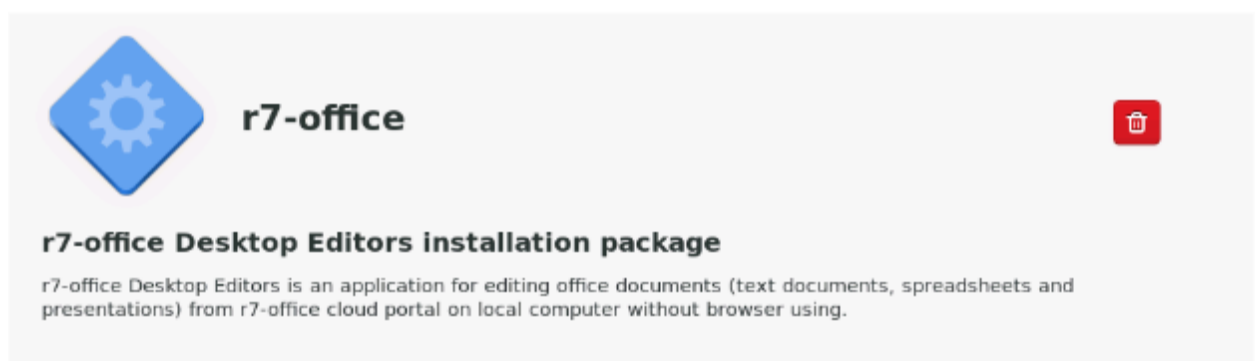 r7-office
r7-office Desktop Editors installation package
r7-office Desktop Editors is an application for editing office documents (text documents, spreadsheets and
presentations) from r7-office cloud portal on local computer without browser using.